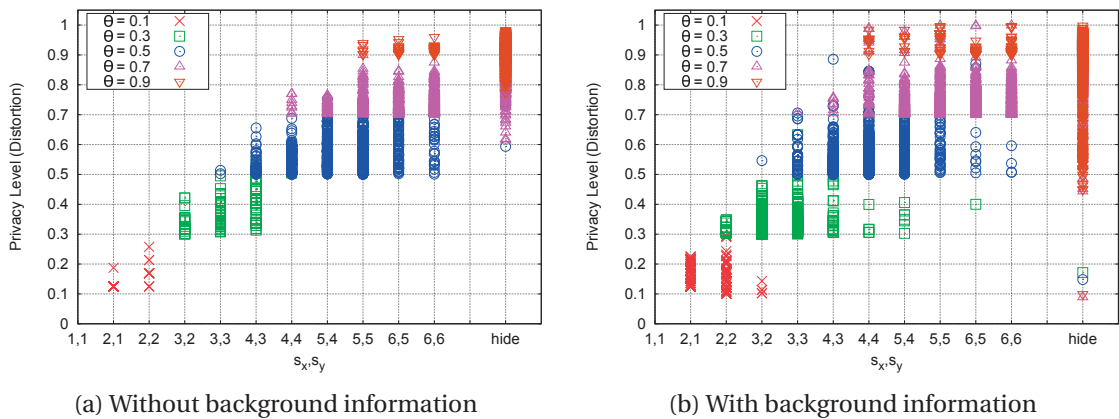 Privacy Level (Distortion)
1
0.9
0.8
0.7
0.6
0.5
0.4
0.3
0.2
0.1
0
Θ = 0.1
Θ = 0.3
Θ = 0.5
Θ = 0.7
Θ = 0.9
1,1 2,1 2,2 3,2 3,3 4,3 4,4 5,4 5,5 6,5 6,6 hide
s_x,s_y
(a) Without background information
Privacy Level (Distortion)
1
0.9
0.8
0.7
0.6
0.5
0.4
0.3
0.2
0.1
0
Θ = 0.1
Θ = 0.3
Θ = 0.5
Θ = 0.7
Θ = 0.9
1,1 2,1 2,2 3,2 3,3 4,3 4,4 5,4 5,5 6,5 6,6 hide
s_x,s_y
(b) With background information